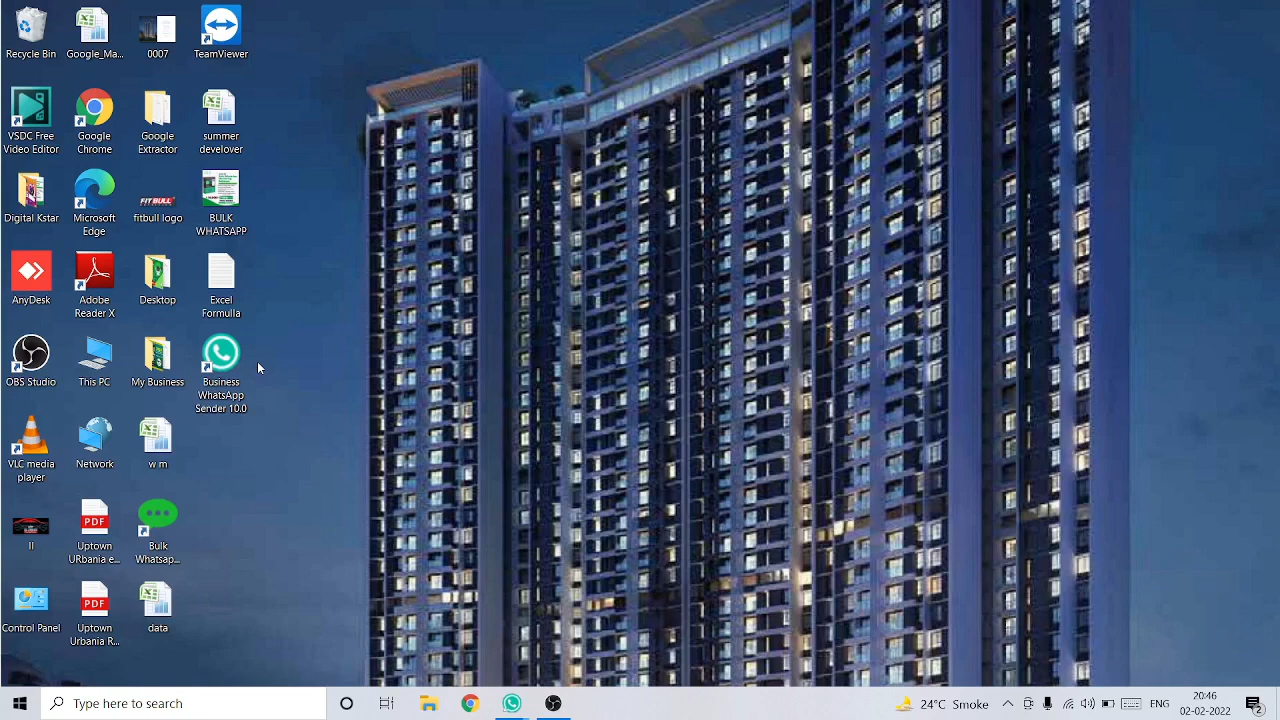 Recycle Bin
Google_Ma...
0007
TeamViewer
VSDC Free
Video Editor
Google
Chrome
Google
Extractor
summer
develover
Digital Kstar
Microsoft
Edge
FITBULL
fitbull logo
BULK
WHATSAPP
AnyDesk
Adobe
Reader X
Desktop
Excel
Formulla
OBS Studio
This PC
My Business
Business
WhatsApp
Sender 10.0
VLC media
player
Network
w m
PDF
ll
Uptown
URbania e...
Bulk
Whatsap...
PDF
Control Panel
Uptown
Urbania R...
data
Type here to search
24°C Smoke
ENG
20:46
02-02-2022
2